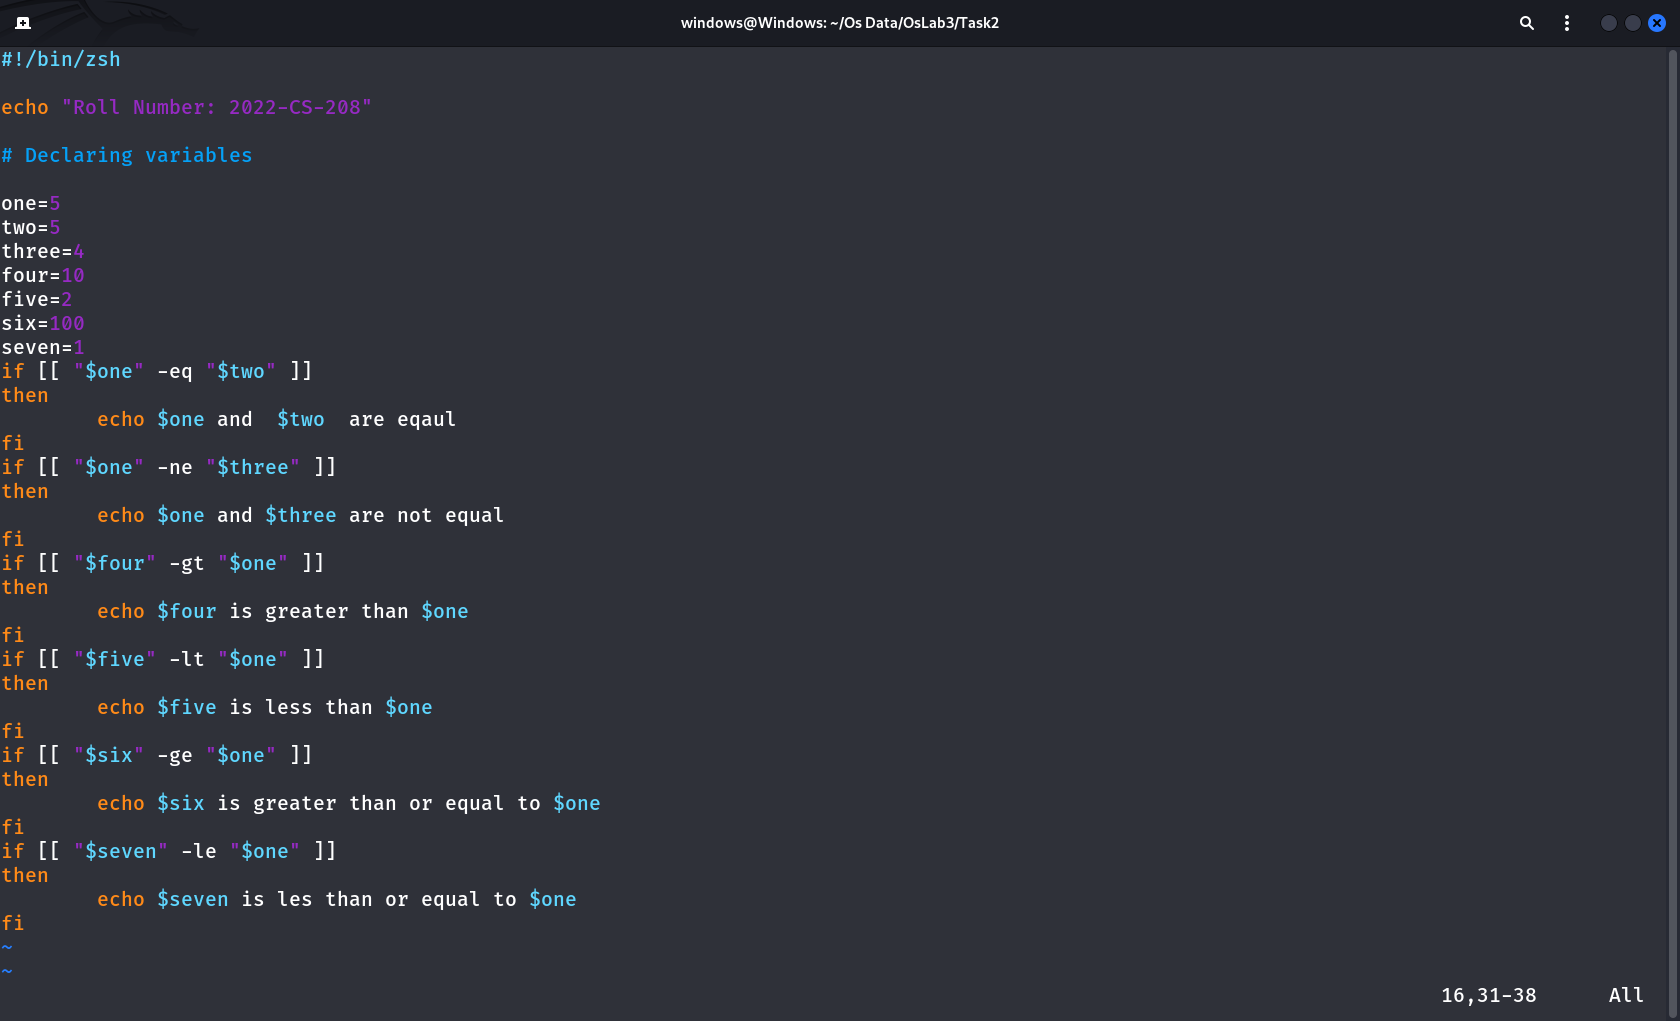 windows@Windows: ~/Os Data/OsLab3/Task2
#!/bin/zsh
echo "Roll Number: 2022-CS-208"
# Declaring variables
one=5
two=5
three=4
four=10
five=2
six=100
seven=1
if [[ "$one" -eq "$two" ]]
then
        echo $one and  $two  are eqaul
fi
if [[ "$one" -ne "$three" ]]
then
        echo $one and $three are not equal
fi
if [[ "$four" -gt "$one" ]]
then
        echo $four is greater than $one
fi
if [[ "$five" -lt "$one" ]]
then
        echo $five is less than $one
fi
if [[ "$six" -ge "$one" ]]
then
        echo $six is greater than or equal to $one
fi
if [[ "$seven" -le "$one" ]]
then
        echo $seven is les than or equal to $one
fi
~
~
16,31-38      All